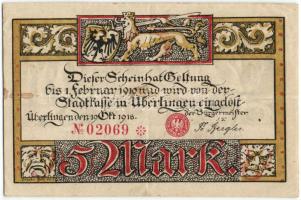 Dieser Schein hat Geltung
bis 1 Februar 1919 und wird von der
Stadtkasse in Überlingen eingelöst
Überlingen den 19 Okt. 1918. der Bürgermeister
№ 02069
5 Mark.